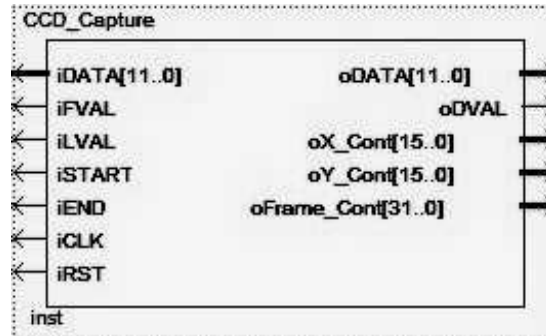 CCD_Capture
iDATA[11..0] oDATA[11..0]
iFVAL oDVAL
iLVAL oX_Cont[15..0]
iSTART oY_Cont[15..0]
iEND oFrame_Cont[31..0]
iCLK
iRST
inst